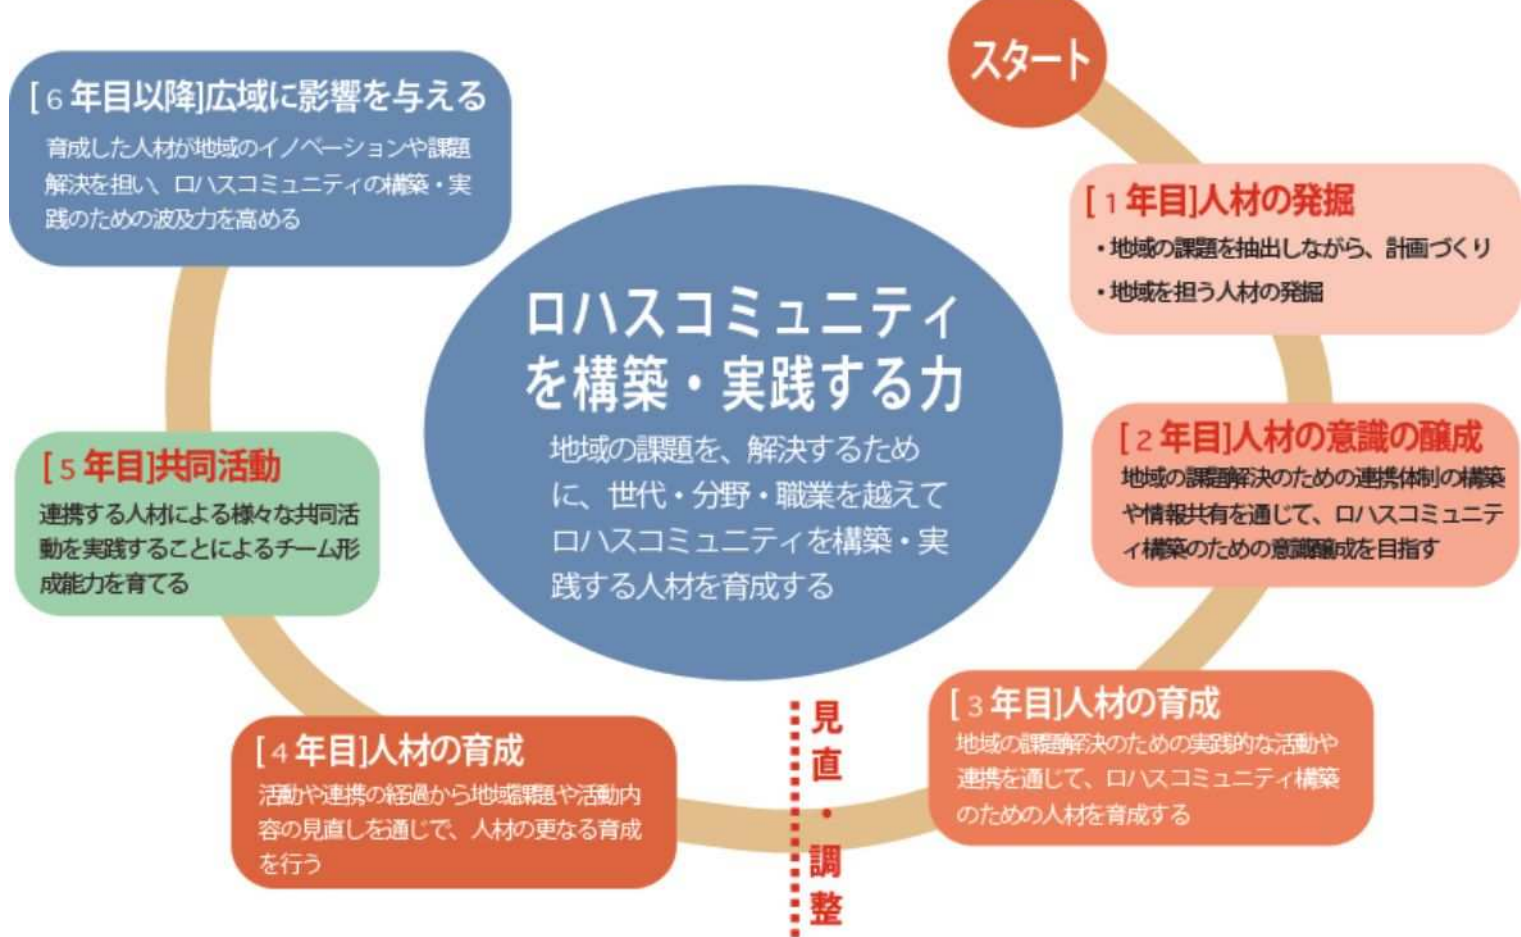 スタート
[1年目]人材の発掘
・地域の課題を抽出しながら、計画づくり
・地域を担う人材の発掘
[2年目]人材の意識の醸成
地域の課題解決のための連携体制の構築
や情報共有を通じて、ロハスコミュニテ
ィ構築のための意識醸成を目指す
[3年目]人材の育成
地域の課題解決のための実践的な活動や
連携を通じて、ロハスコミュニティ構築
のための人材を育成する
見直・調整
[4年目]人材の育成
活動や連携の経過から地域課題や活動内
容の見直しを通じで、人材の更なる育成
を行う
[5年目]共同活動
連携する人材による様々な共同活
動を実践することによるチーム形
成能力を育てる
[6年目以降]広域に影響を与える
育成した人材が地域のイノベーションや課題
解決を担い、ロハスコミュニティの構築・実
践のための波及力を高める
ロハスコミュニティ
を構築・実践する力
地域の課題を、解決するため
に、世代・分野・職業を越えて
ロハスコミュニティを構築・実
践する人材を育成する